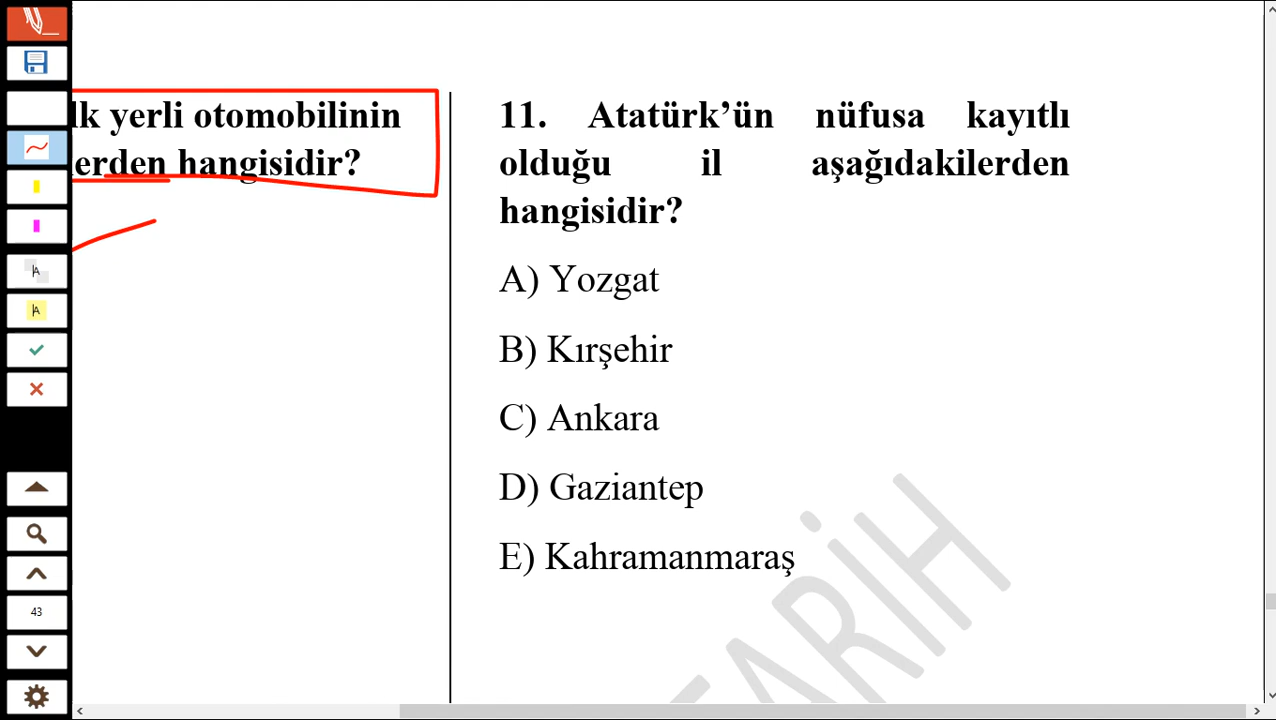 lk yerli otomobilinin
lerden hangisidir?
11. Atatürk’ün nüfusa kayıtlı
olduğu il aşağıdakilerden
hangisidir?
A) Yozgat
B) Kırşehir
C) Ankara
D) Gaziantep
E) Kahramanmaraş
TARİH
43